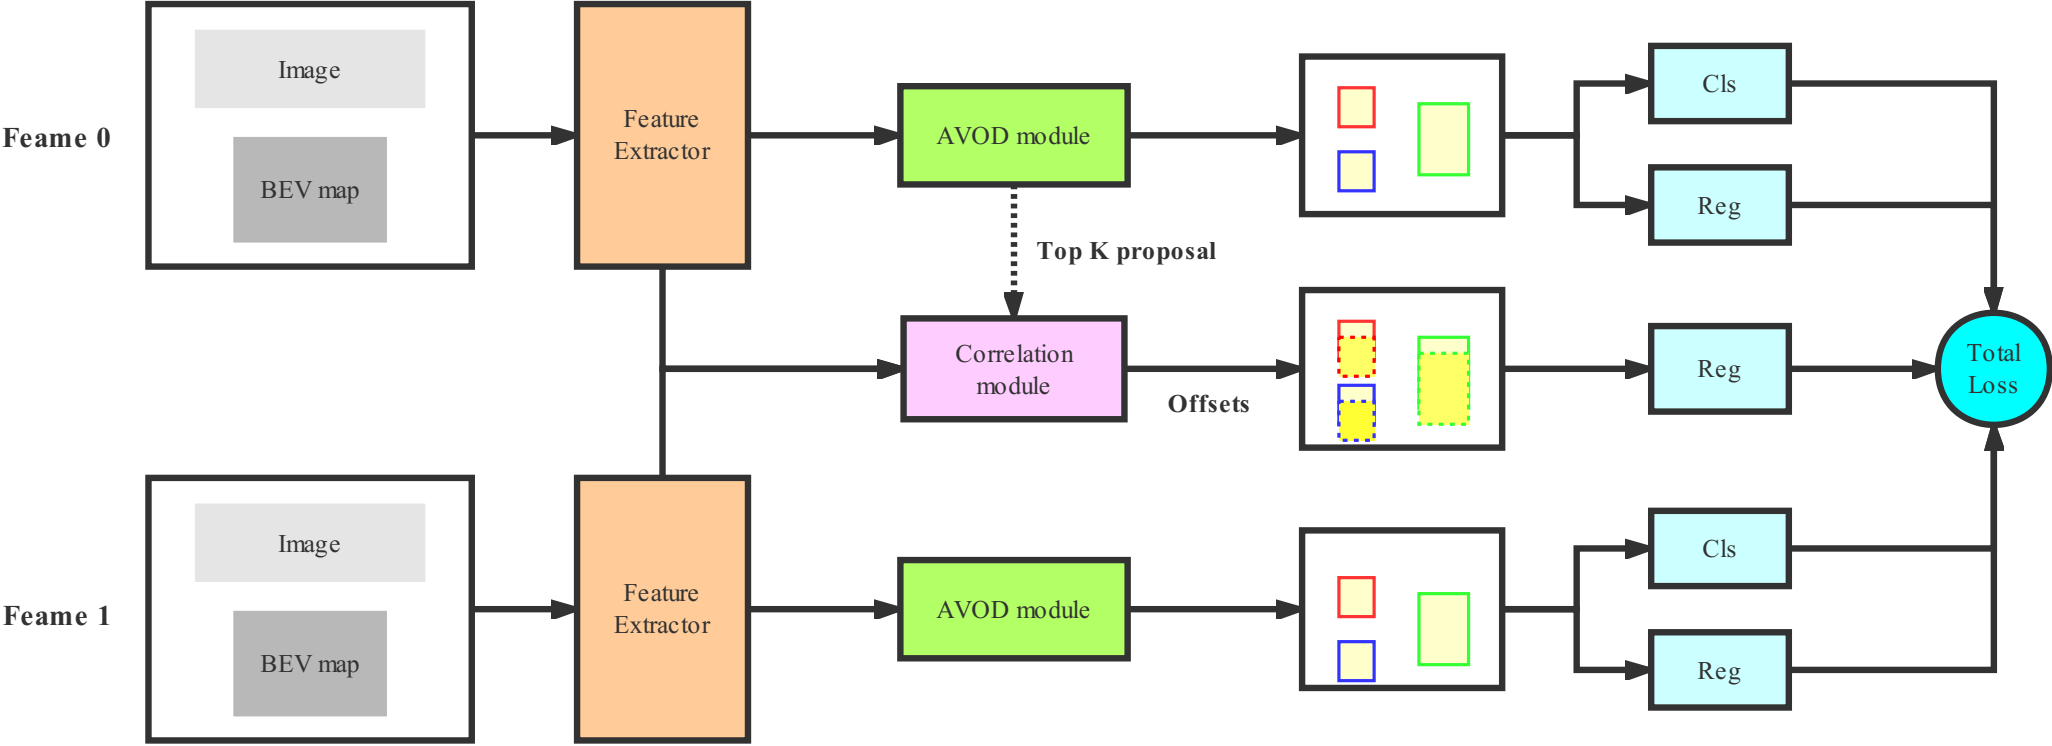 Feame 0
Image
BEV map
Feature
Extractor
AVOD module
Cls
Reg
Top K proposal
Correlation
module
Offsets
Reg
Total
Loss
Feame 1
Image
BEV map
Feature
Extractor
AVOD module
Cls
Reg